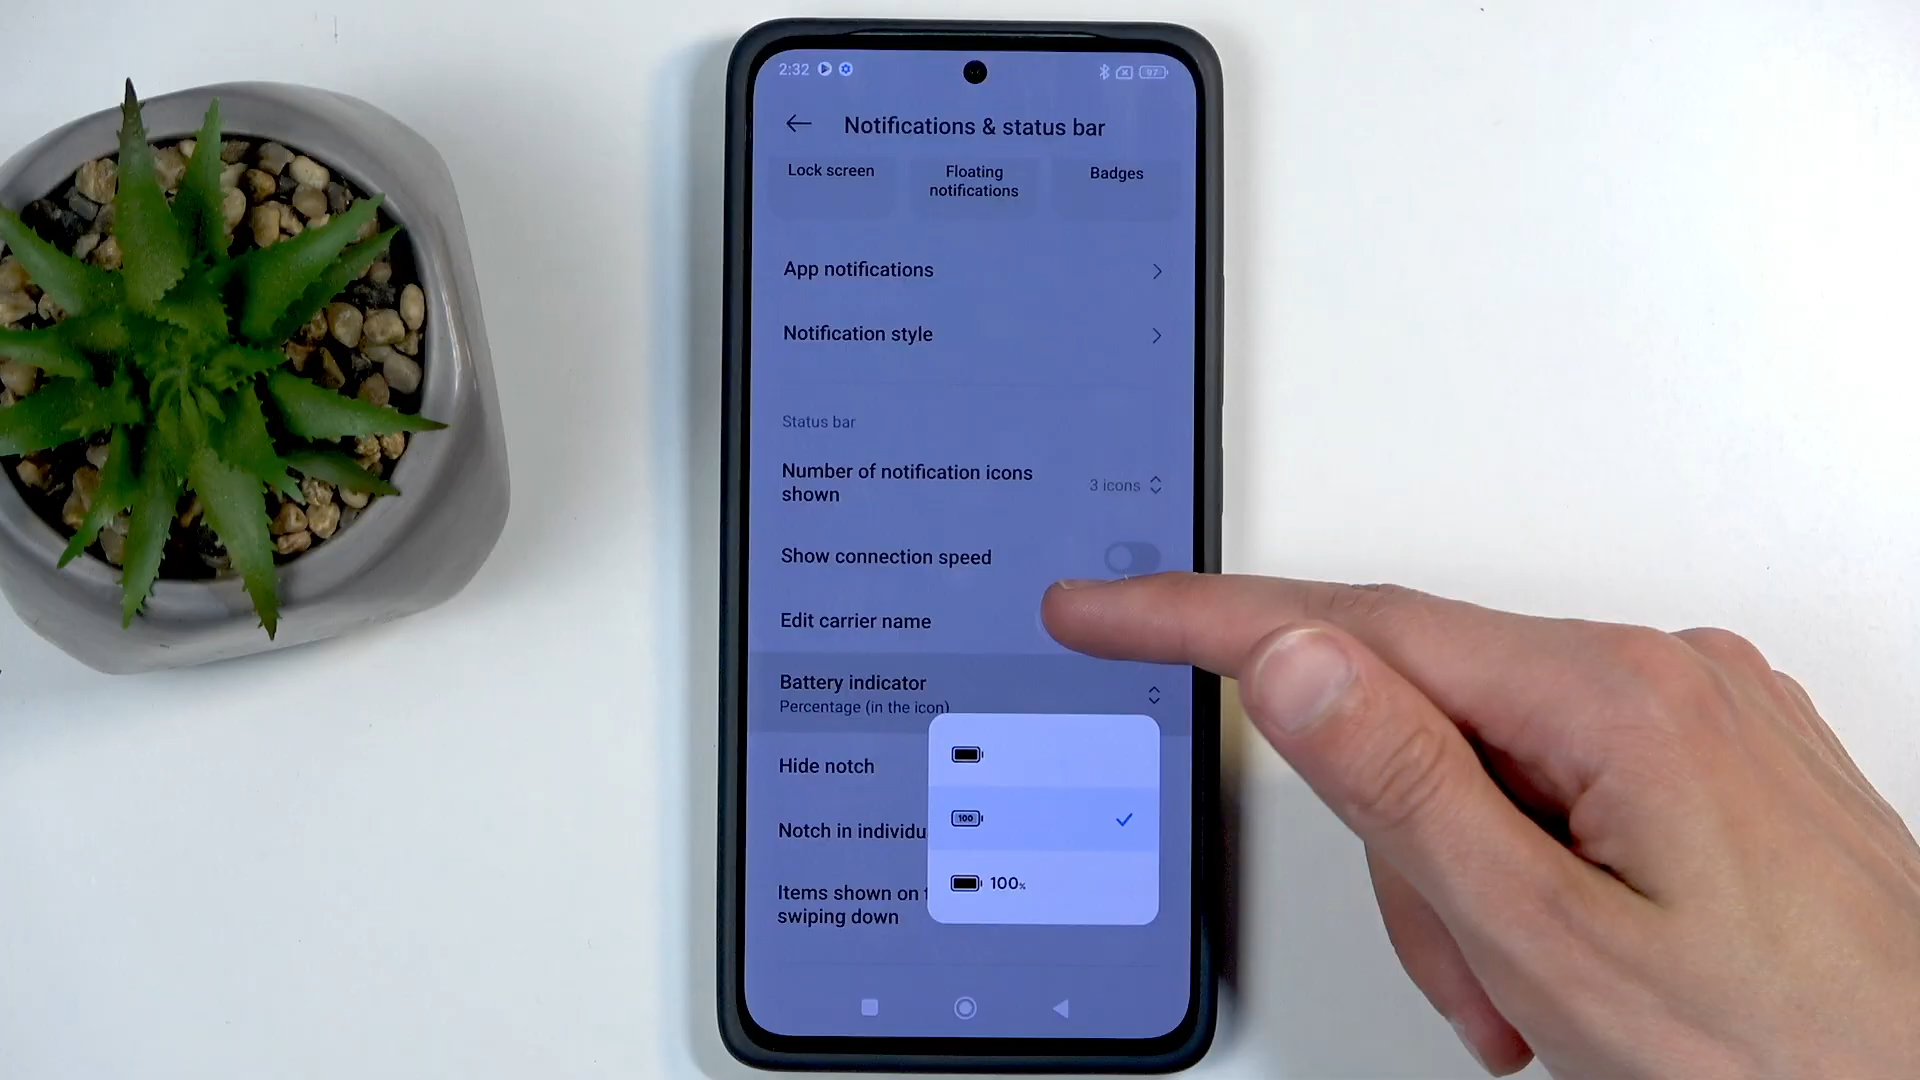 2:32
97
Notifications & status bar
Lock screen
Floating
notifications
Badges
App notifications
Notification style
Status bar
Number of notification icons
shown
3 icons
Show connection speed
Edit carrier name
Battery indicator
Percentage (in the icon)
Hide notch
100
Notch in individu
100%
Items shown on
swiping down